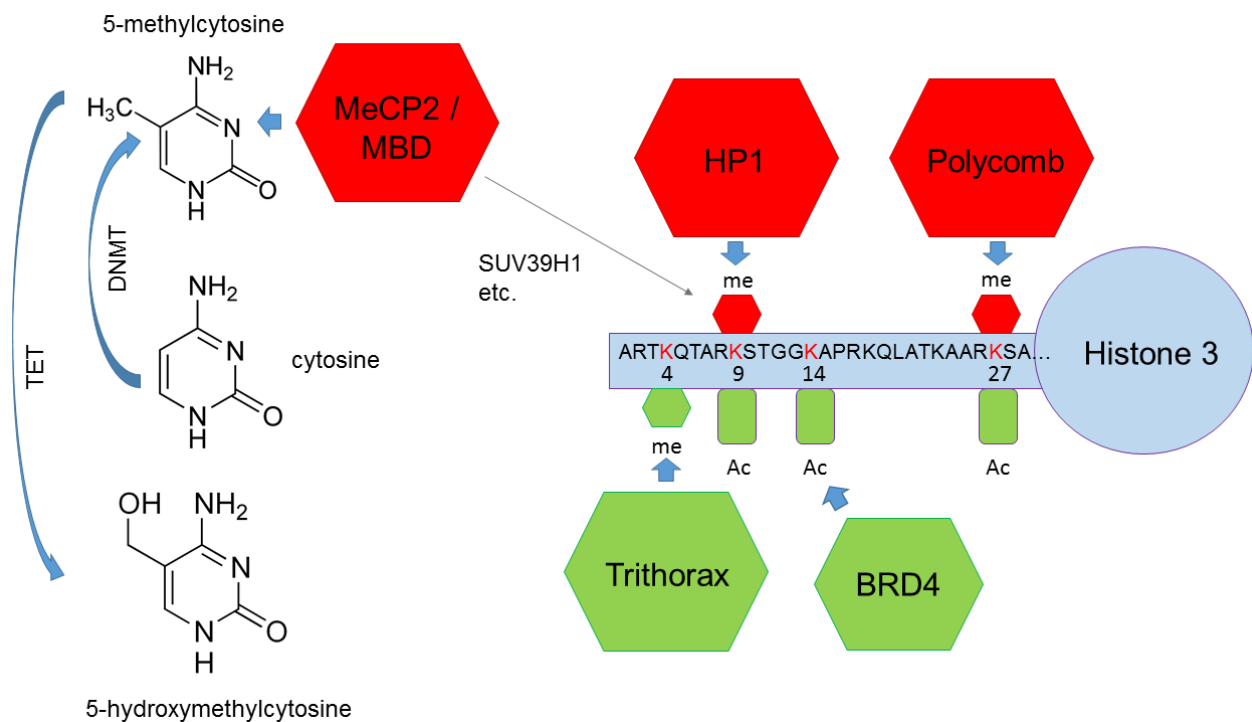 5-methylcytosine
NH₂
H₃C
N
N
H
O
MeCP2 /
MBD
HP1
Polycomb
DNMT
TET
SUV39H1
etc.
me
me
NH₂
N
N
H
O
cytosine
ARTKQTARKSTGGKAPRKQLATKAARKSA...
4
9
14
27
Histone 3
me
Ac
Ac
Ac
OH
NH₂
N
N
H
O
Trithorax
BRD4
5-hydroxymethylcytosine